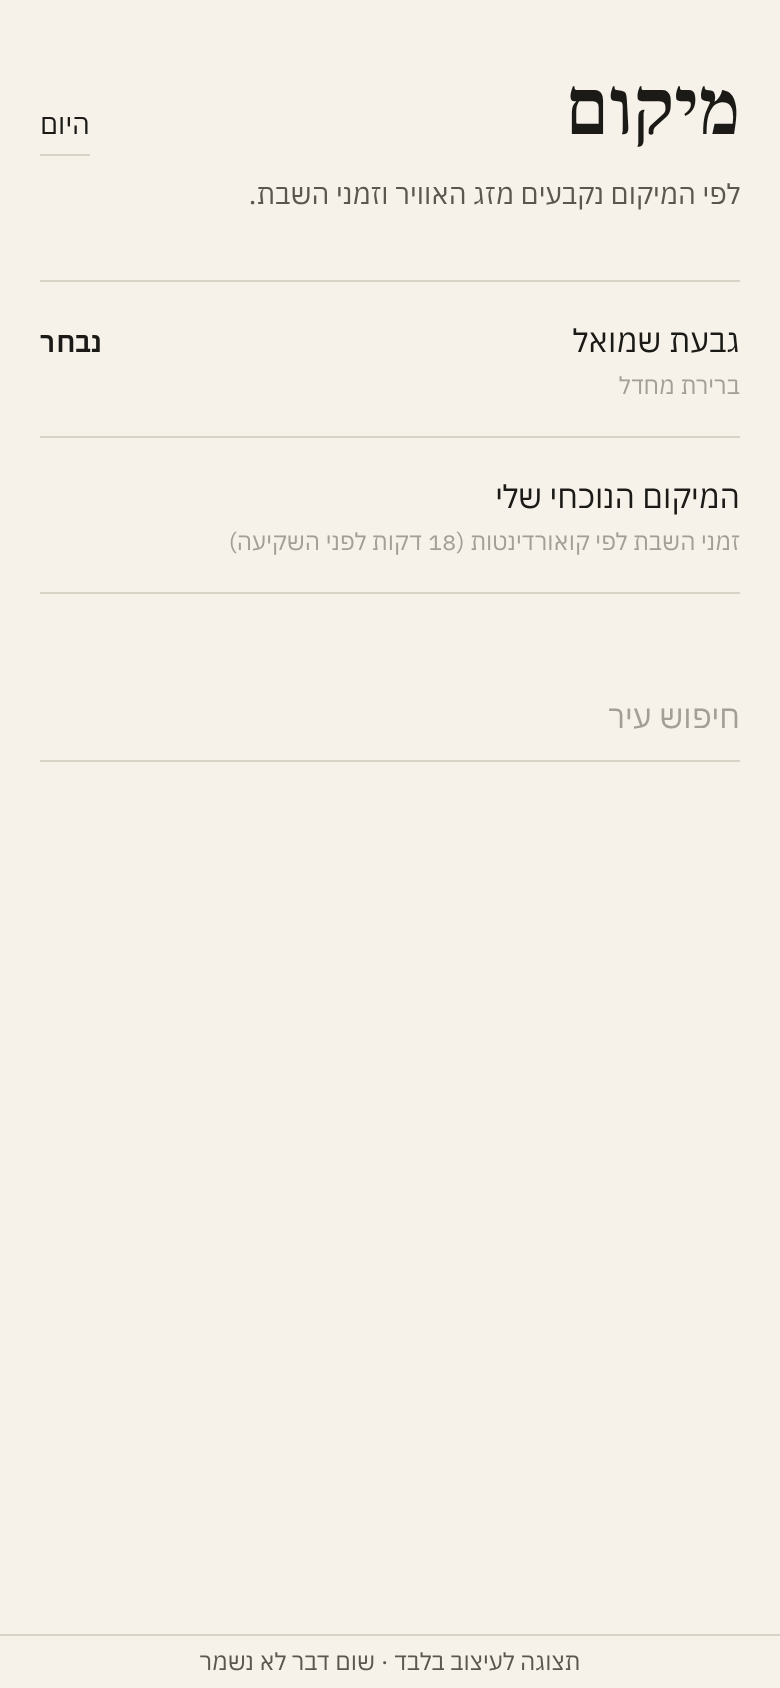 מיקום
היום
לפי המיקום נקבעים מזג האוויר וזמני השבת.
גבעת שמואל
נבחר
ברירת מחדל
המיקום הנוכחי שלי
זמני השבת לפי קואורדינטות (18 דקות לפני השקיעה)
חיפוש עיר
תצוגה לעיצוב בלבד · שום דבר לא נשמר